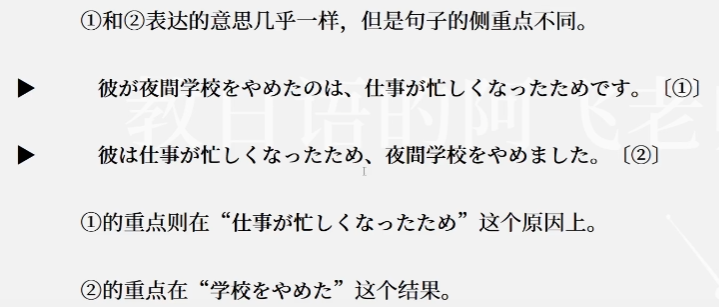 ①和②表达的意思几乎一样，但是句子的侧重点不同。
▶ 彼が夜間学校をやめたのは、仕事が忙しくなったためです。〔①〕
▶ 彼は仕事が忙しくなったため、夜間学校をやめました。〔②〕
①的重点则在“仕事が忙しくなったため”这个原因上。
②的重点在“学校をやめた”这个结果。
教日语的阿飞老